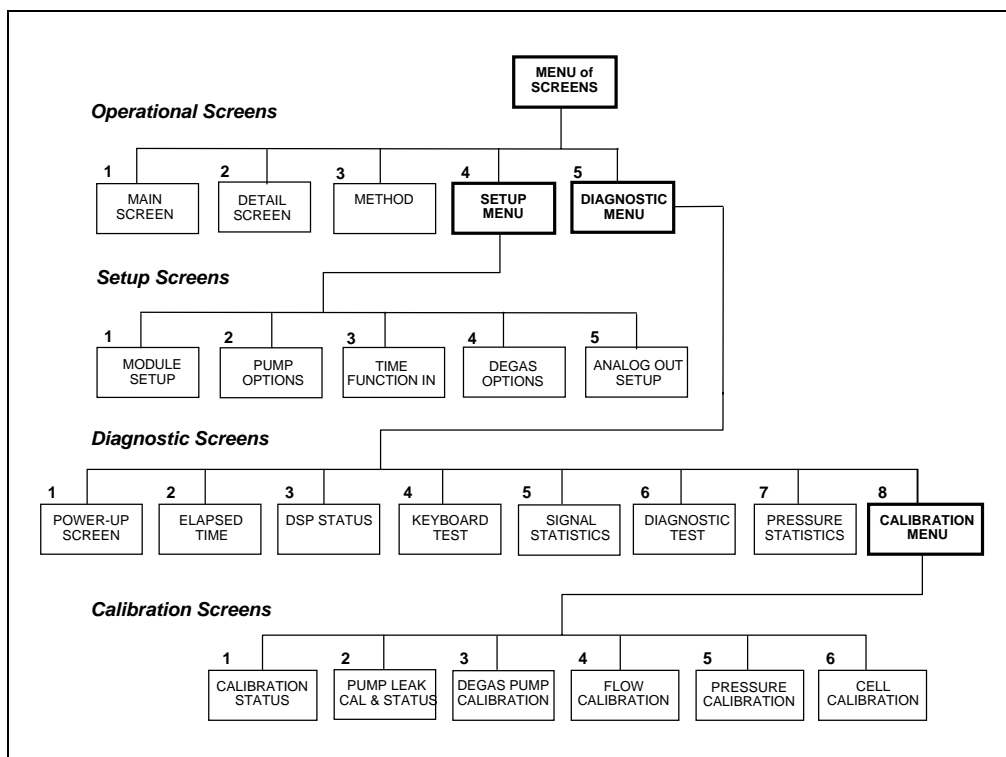 MENU of
SCREENS
Operational Screens
1 2 3 4 5
MAIN
SCREEN
DETAIL
SCREEN
METHOD
SETUP
MENU
DIAGNOSTIC
MENU
Setup Screens
1 2 3 4 5
MODULE
SETUP
PUMP
OPTIONS
TIME
FUNCTION IN
DEGAS
OPTIONS
ANALOG OUT
SETUP
Diagnostic Screens
1 2 3 4 5 6 7 8
POWER-UP
SCREEN
ELAPSED
TIME
DSP STATUS
KEYBOARD
TEST
SIGNAL
STATISTICS
DIAGNOSTIC
TEST
PRESSURE
STATISTICS
CALIBRATION
MENU
Calibration Screens
1 2 3 4 5 6
CALIBRATION
STATUS
PUMP LEAK
CAL & STATUS
DEGAS PUMP
CALIBRATION
FLOW
CALIBRATION
PRESSURE
CALIBRATION
CELL
CALIBRATION